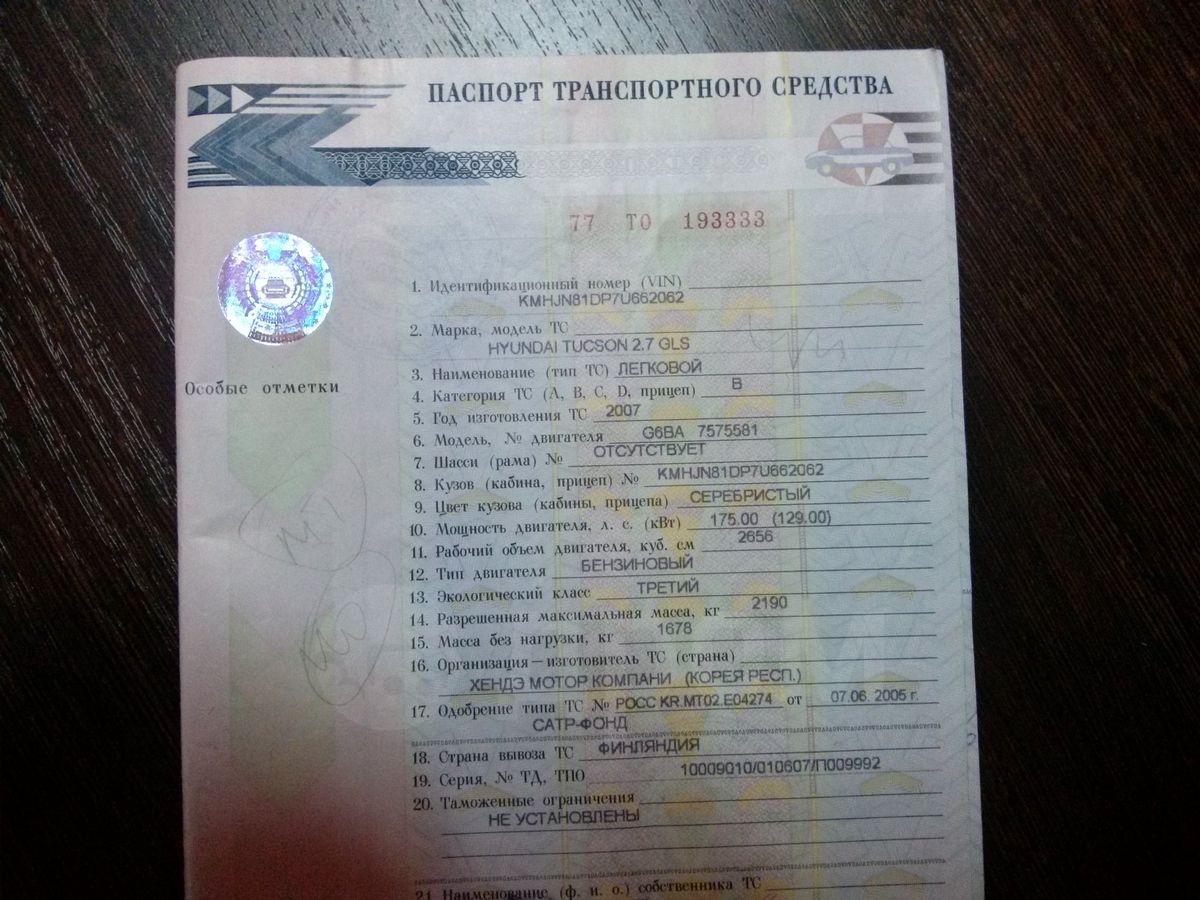 ПАСПОРТ ТРАНСПОРТНОГО СРЕДСТВА
77 ТО 193333
1. Идентификационный номер (VIN)
KMHJN81DP7U662062
2. Марка, модель ТС
HYUNDAI TUCSON 2.7 GLS
3. Наименование (тип ТС) ЛЕГКОВОЙ
Особые отметки
4. Категория ТС (А, В, С, D, прицеп) В
5. Год изготовления ТС 2007
6. Модель, № двигателя G6BA 7575581
7. Шасси (рама) № ОТСУТСТВУЕТ
8. Кузов (кабина, прицеп) № KMHJN81DP7U662062
9. Цвет кузова (кабины, прицепа) СЕРЕБРИСТЫЙ
10. Мощность двигателя, л. с. (кВт) 175.00 (129.00)
11. Рабочий объем двигателя, куб. см 2656
12. Тип двигателя БЕНЗИНОВЫЙ
13. Экологический класс ТРЕТИЙ
14. Разрешенная максимальная масса, кг 2190
15. Масса без нагрузки, кг 1678
16. Организация — изготовитель ТС (страна)
ХЕНДЭ МОТОР КОМПАНИ (КОРЕЯ РЕСП.)
17. Одобрение типа ТС № РОСС KR.MT02.E04274 от 07.06. 2005 г.
САТР-ФОНД
18. Страна вывоза ТС ФИНЛЯНДИЯ
19. Серия, № ТД, ТПО 10009010/010607/П009992
20. Таможенные ограничения
НЕ УСТАНОВЛЕНЫ
21. Наименование (ф. и. о.) собственника ТС